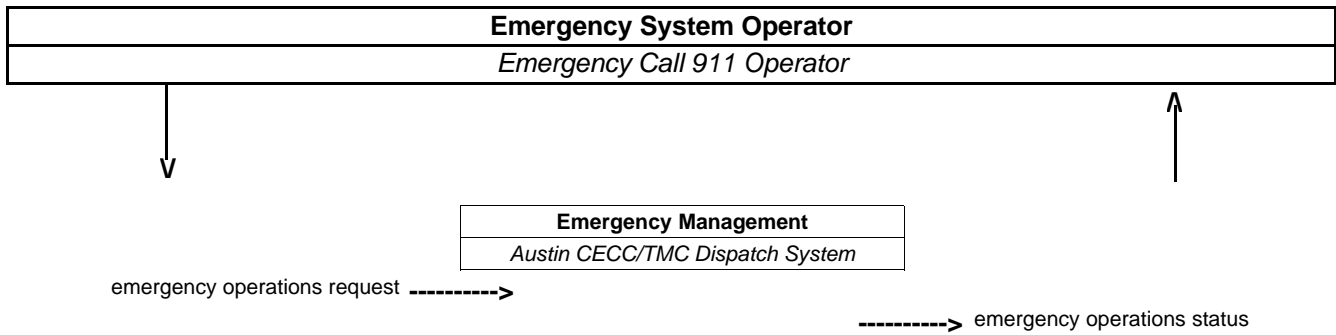 Emergency System Operator
Emergency Call 911 Operator
Emergency Management
Austin CECC/TMC Dispatch System
emergency operations request ---------->
----------> emergency operations status